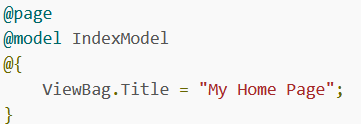 @page
@model IndexModel
@{
    ViewBag.Title = "My Home Page";
}